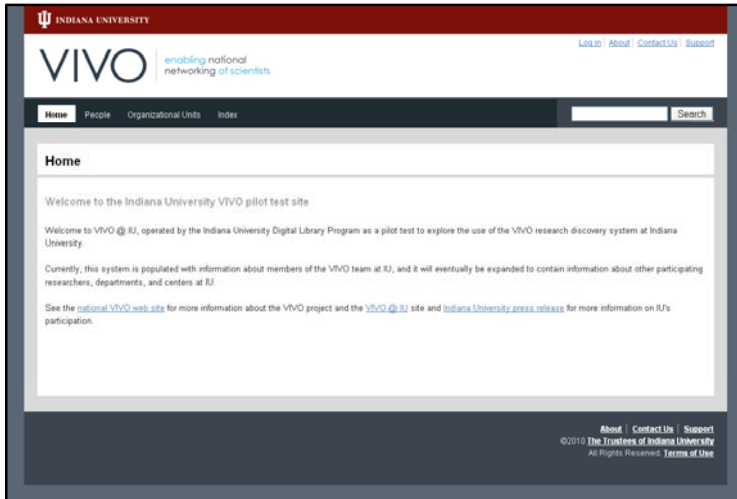 INDIANA UNIVERSITY
Log in | About | Contact Us | Support
VIVO
enabling national
networking of scientists
Home People Organizational Units Index Search
Home
Welcome to the Indiana University VIVO pilot test site
Welcome to VIVO @ IU, operated by the Indiana University Digital Library Program as a pilot test to explore the use of the VIVO research discovery system at Indiana
University.
Currently, this system is populated with information about members of the VIVO team at IU, and it will eventually be expanded to contain information about other participating
researchers, departments, and centers at IU.
See the national VIVO web site for more information about the VIVO project and the VIVO @ IU site and Indiana University press release for more information on IU's
participation.
About | Contact Us | Support
©2010 The Trustees of Indiana University
All Rights Reserved. Terms of Use